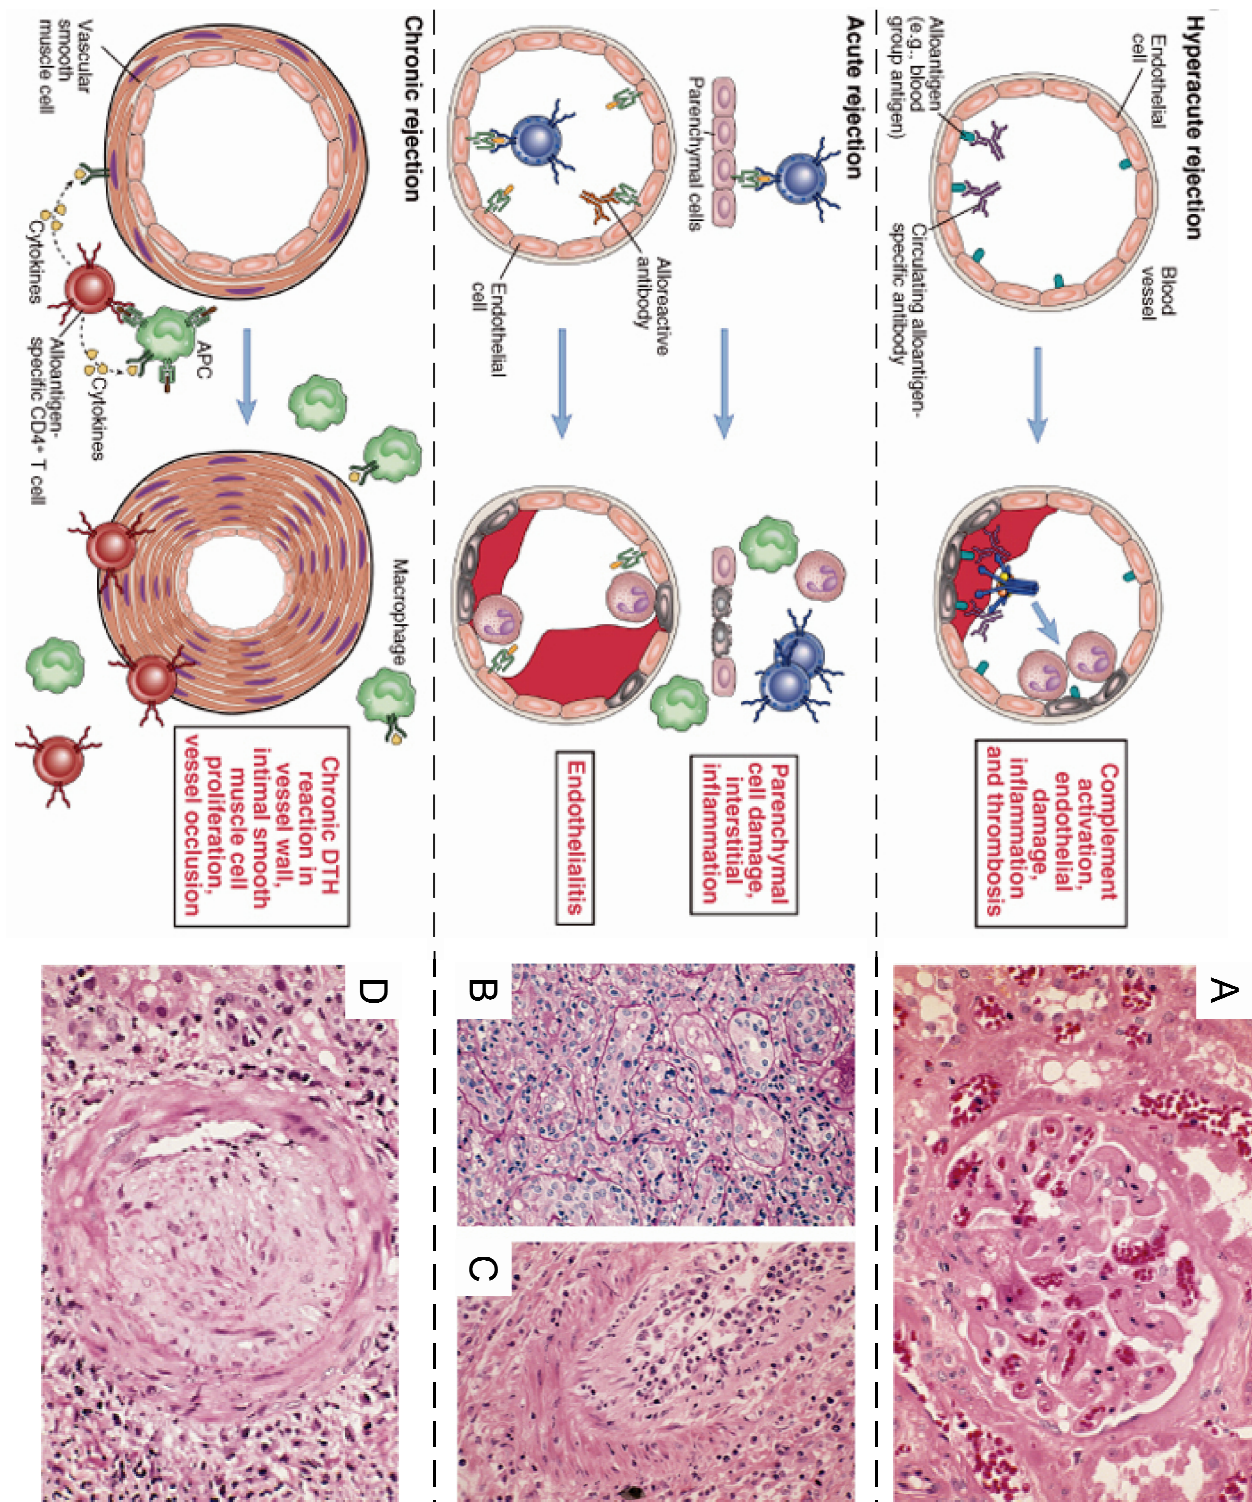 Hyperacute rejection
Endothelial
cell
Blood
vessel
Alloantigen
(e.g., blood
group antigen)
Circulating alloantigen-
specific antibody
Complement
activation,
endothelial
damage,
inflammation
and thrombosis
A
Acute rejection
Parenchymal cells
Alloreactive
antibody
Endothelial
cell
Parenchymal
cell damage,
interstitial
inflammation
Endothelialitis
B
C
Chronic rejection
Vascular
smooth
muscle cell
Cytokines
APC
Cytokines
Alloantigen-
specific CD4+ T cell
Macrophage
Chronic DTH
reaction in
vessel wall,
intimal smooth
muscle cell
proliferation,
vessel occlusion
D